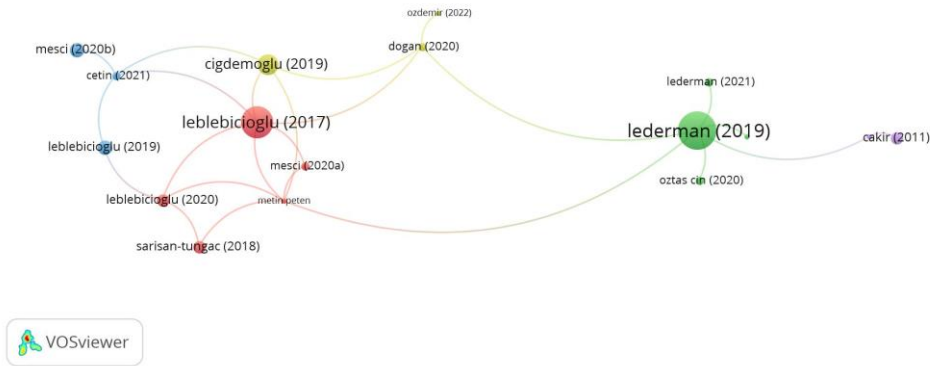 ozdemir (2022)
dogan (2020)
mesci (2020b)
cigdemoglu (2019)
cetin (2021)
lederman (2021)
leblebicioglu (2017)
lederman (2019)
cakir (2011)
leblebicioglu (2019)
mesci (2020a)
oztas cin (2020)
leblebicioglu (2020)
metin peten
sarisan-tungac (2018)
VOSviewer